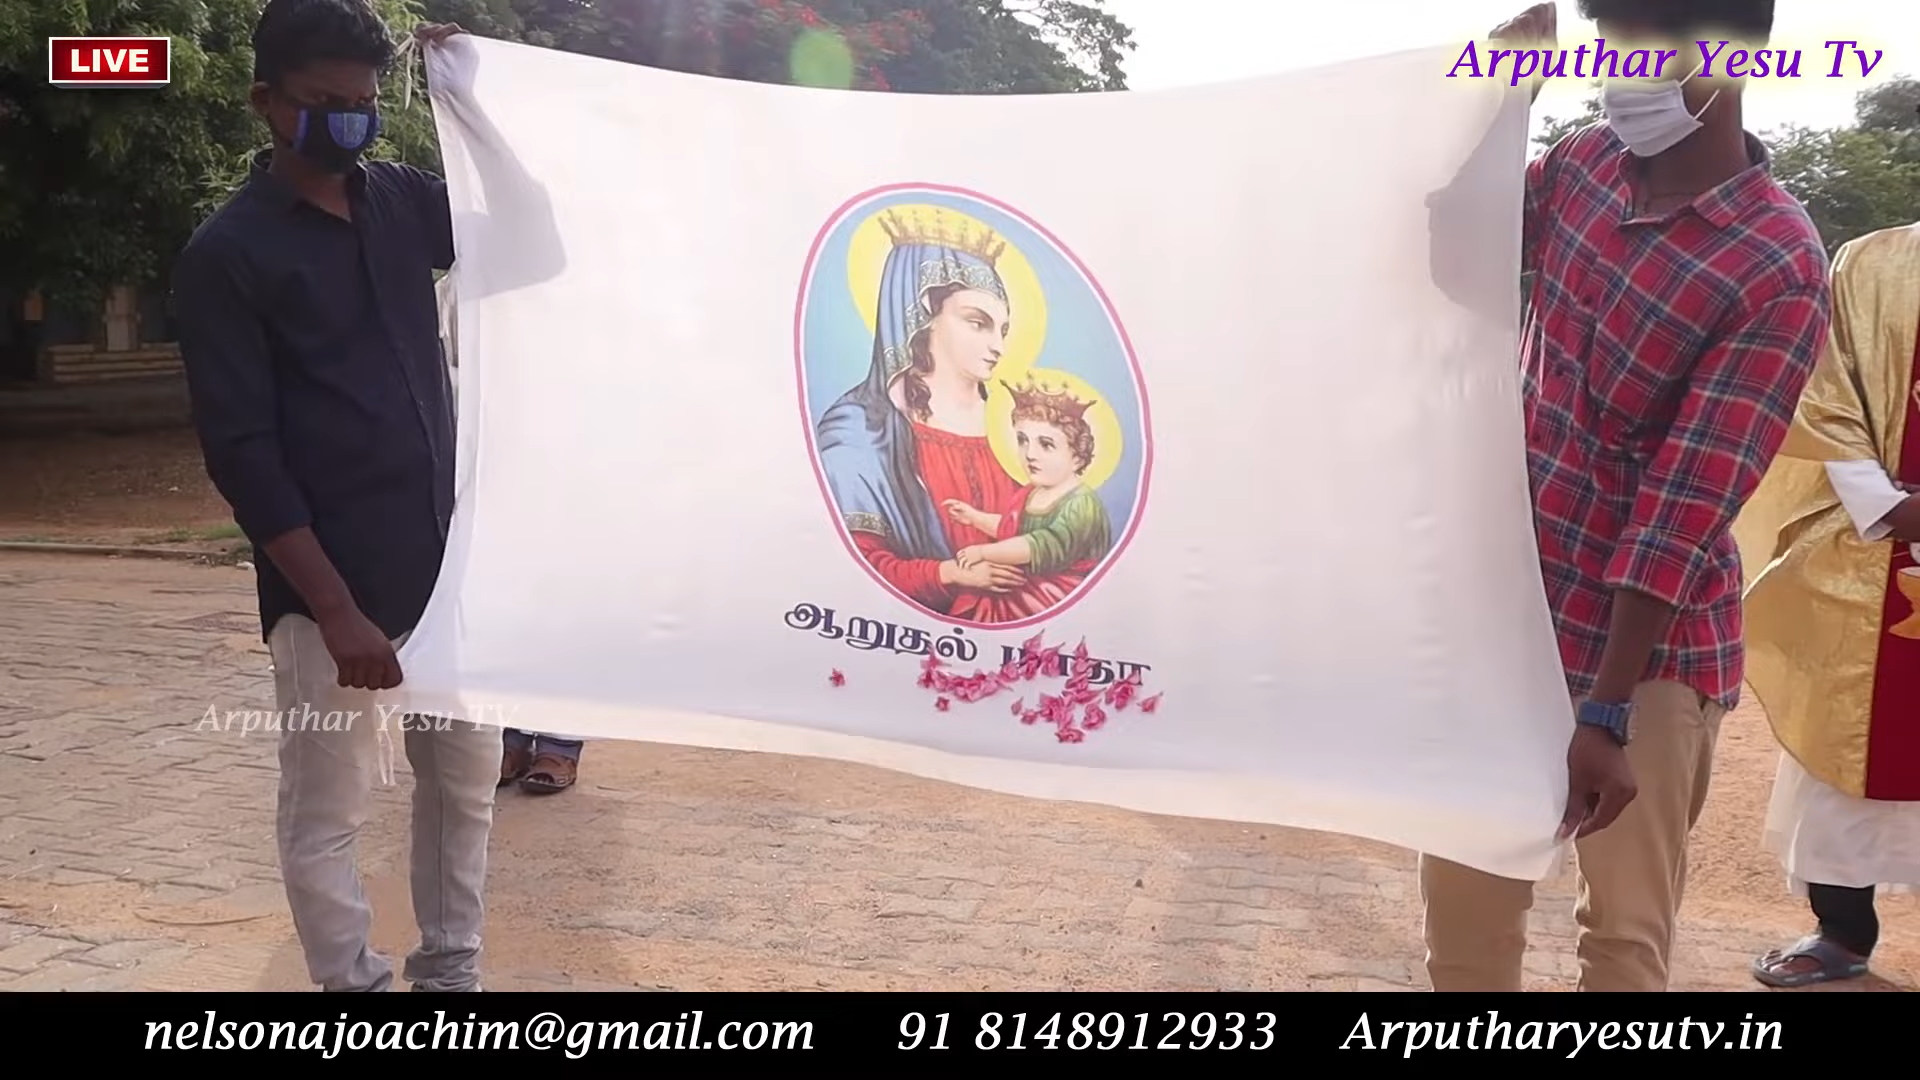 LIVE
Arputhar Yesu Tv
ஆறுதல் மாதா
Arputhar Yesu TV
nelsonajoachim@gmail.com 91 8148912933 Arputharyesutv.in